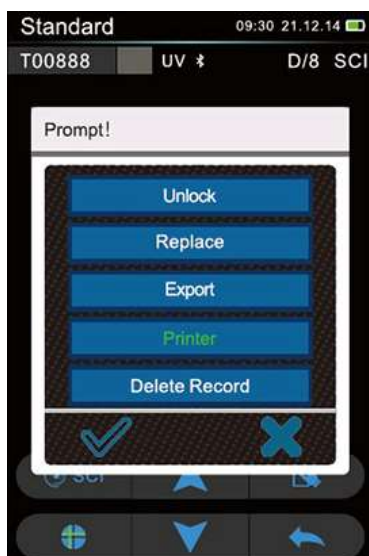 Standard 09:30 21.12.14
T00888 UV D/8 SCI
Prompt!
Unlock
Replace
Export
Printer
Delete Record
SCI